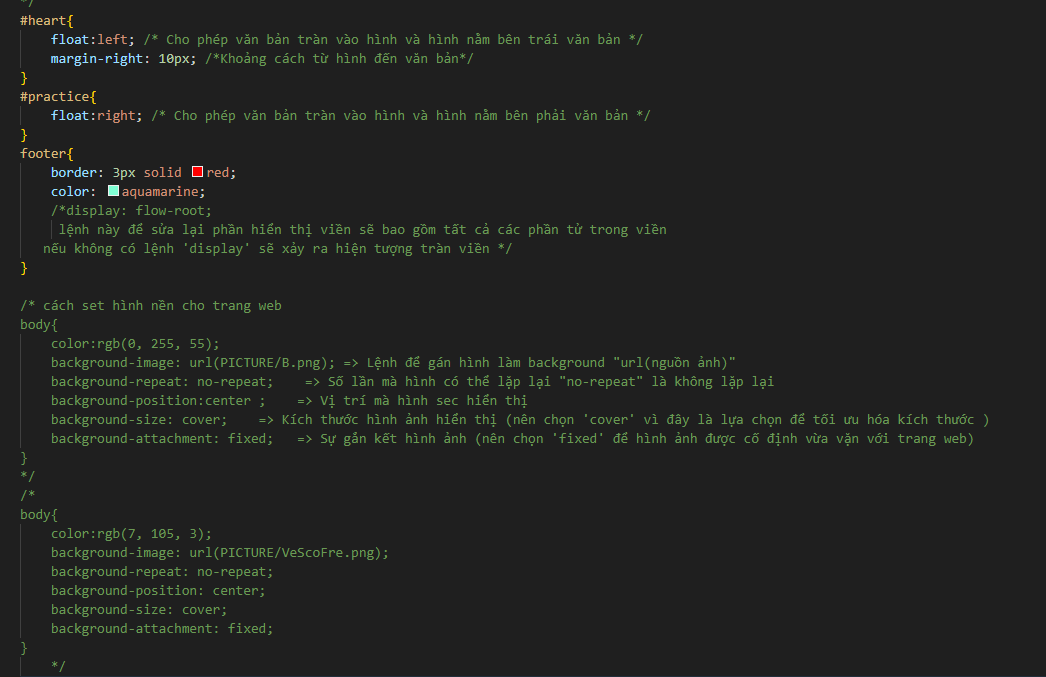 */
#heart{
    float:left; /* Cho phép văn bản tràn vào hình và hình nằm bên trái văn bản */
    margin-right: 10px; /*Khoảng cách từ hình đến văn bản*/
}
#practice{
    float:right; /* Cho phép văn bản tràn vào hình và hình nằm bên phải văn bản */
}
footer{
    border: 3px solid red;
    color: aquamarine;
    /*display: flow-root;
     lệnh này để sửa lại phần hiển thị viền sẽ bao gồm tất cả các phần tử trong viền
   nếu không có lệnh 'display' sẽ xảy ra hiện tượng tràn viền */
}

/* cách set hình nền cho trang web
body{
    color:rgb(0, 255, 55);
    background-image: url(PICTURE/B.png); => Lệnh để gán hình làm background "url(nguồn ảnh)"
    background-repeat: no-repeat;    => Số lần mà hình có thể lặp lại "no-repeat" là không lặp lại
    background-position:center ;    => Vị trí mà hình sec hiển thị
    background-size: cover;    => Kích thước hình ảnh hiển thị (nên chọn 'cover' vì đây là lựa chọn để tối ưu hóa kích thước )
    background-attachment: fixed;   => Sự gắn kết hình ảnh (nên chọn 'fixed' để hình ảnh được cố định vừa vặn với trang web)
}
*/
/*
body{
    color:rgb(7, 105, 3);
    background-image: url(PICTURE/VeScoFre.png);
    background-repeat: no-repeat;
    background-position: center;
    background-size: cover;
    background-attachment: fixed;
}
    */